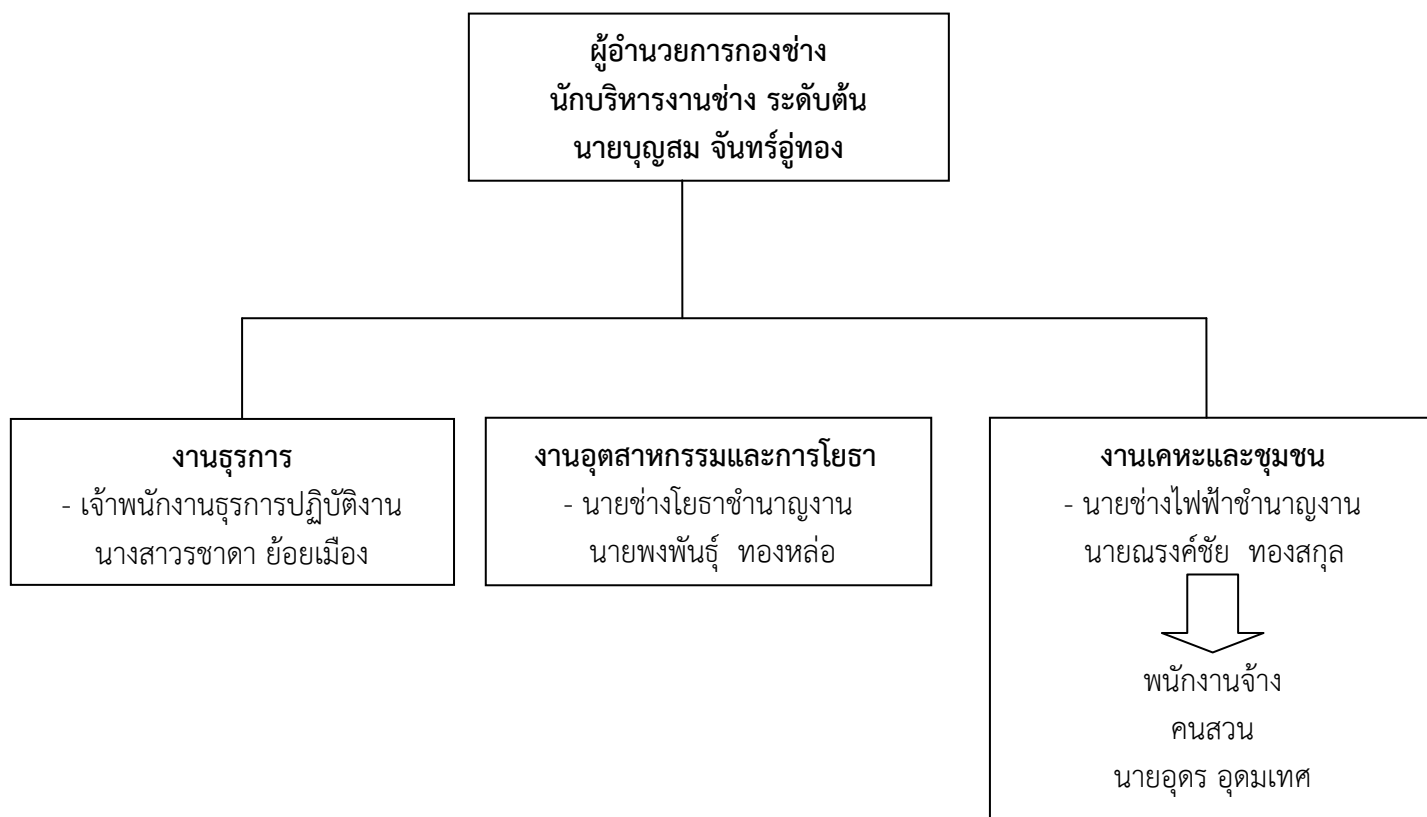 ผู้อำนวยการกองช่าง
นักบริหารงานช่าง ระดับต้น
นายบุญสม จันทร์อู่ทอง
งานธุรการ
- เจ้าพนักงานธุรการปฏิบัติงาน
นางสาวรชาดา ย้อยเมือง
งานอุตสาหกรรมและการโยธา
- นายช่างโยธาชำนาญงาน
นายพงพันธุ์ ทองหล่อ
งานเคหะและชุมชน
- นายช่างไฟฟ้าชำนาญงาน
นายณรงค์ชัย ทองสกุล
พนักงานจ้าง
คนสวน
นายอุดร อุดมเทศ